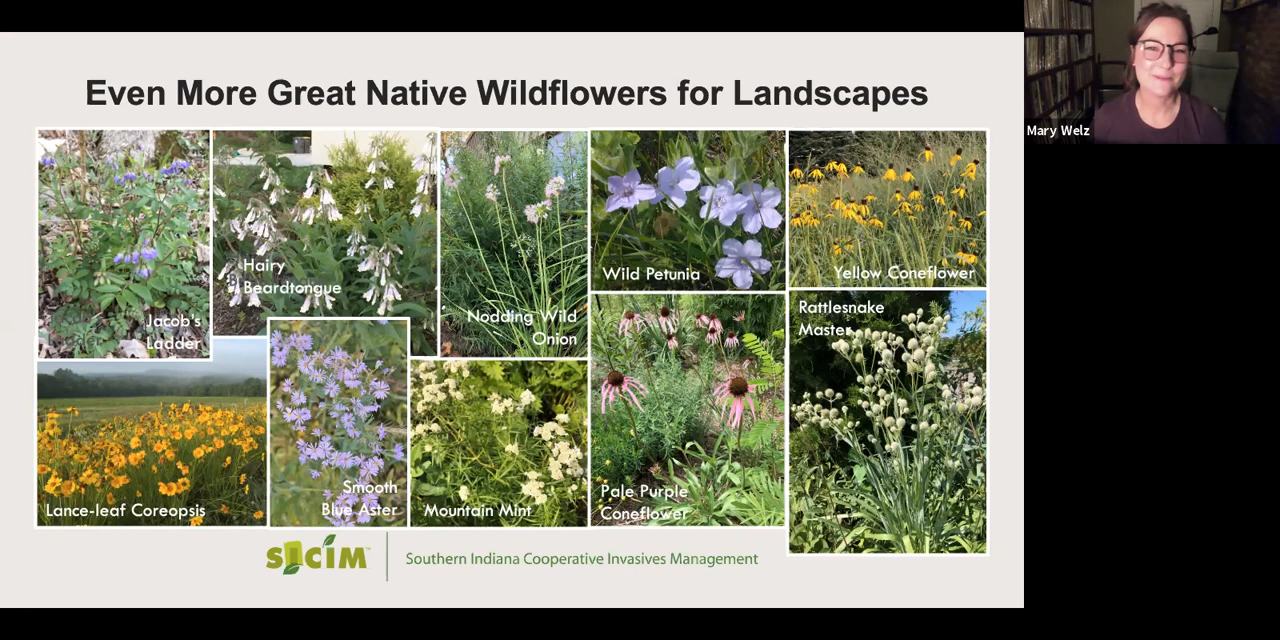 Even More Great Native Wildflowers for Landscapes
Mary Welz
Jacob's
Ladder
Hairy
Beardtongue
Nodding Wild
Onion
Wild Petunia
Yellow Coneflower
Rattlesnake
Master
Lance-leaf Coreopsis
Smooth
Blue Aster
Mountain Mint
Pale Purple
Coneflower
SICIM™
Southern Indiana Cooperative Invasives Management